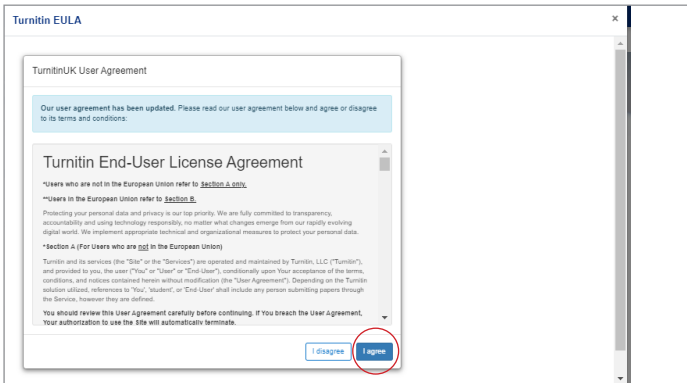 Turnitin EULA
×
TurnitinUK User Agreement
Our user agreement has been updated. Please read our user agreement below and agree or disagree
to its terms and conditions:
Turnitin End-User License Agreement
*Users who are not in the European Union refer to Section A only.
**Users in the European Union refer to Section B.
Protecting your personal data and privacy is our top priority. We are fully committed to transparency,
accountability and using technology responsibly, no matter what changes emerge from our rapidly evolving
digital world. We implement appropriate technical and organizational measures to protect your personal data.
*Section A (For Users who are not in the European Union)
Turnitin and its services (the "Site" or the "Services") are operated and maintained by Turnitin, LLC ("Turnitin"),
and provided to you, the user ("You" or "User" or "End-User"), conditionally upon Your acceptance of the terms,
conditions, and notices contained herein without modification (the "User Agreement"). Depending on the Turnitin
solution utilized, references to 'You', 'student', or 'End-User' shall include any person submitting papers through
the Service, however they are defined.
You should review this User Agreement carefully before continuing. If You breach the User Agreement,
Your authorization to use the Site will automatically terminate.
I disagree
I agree